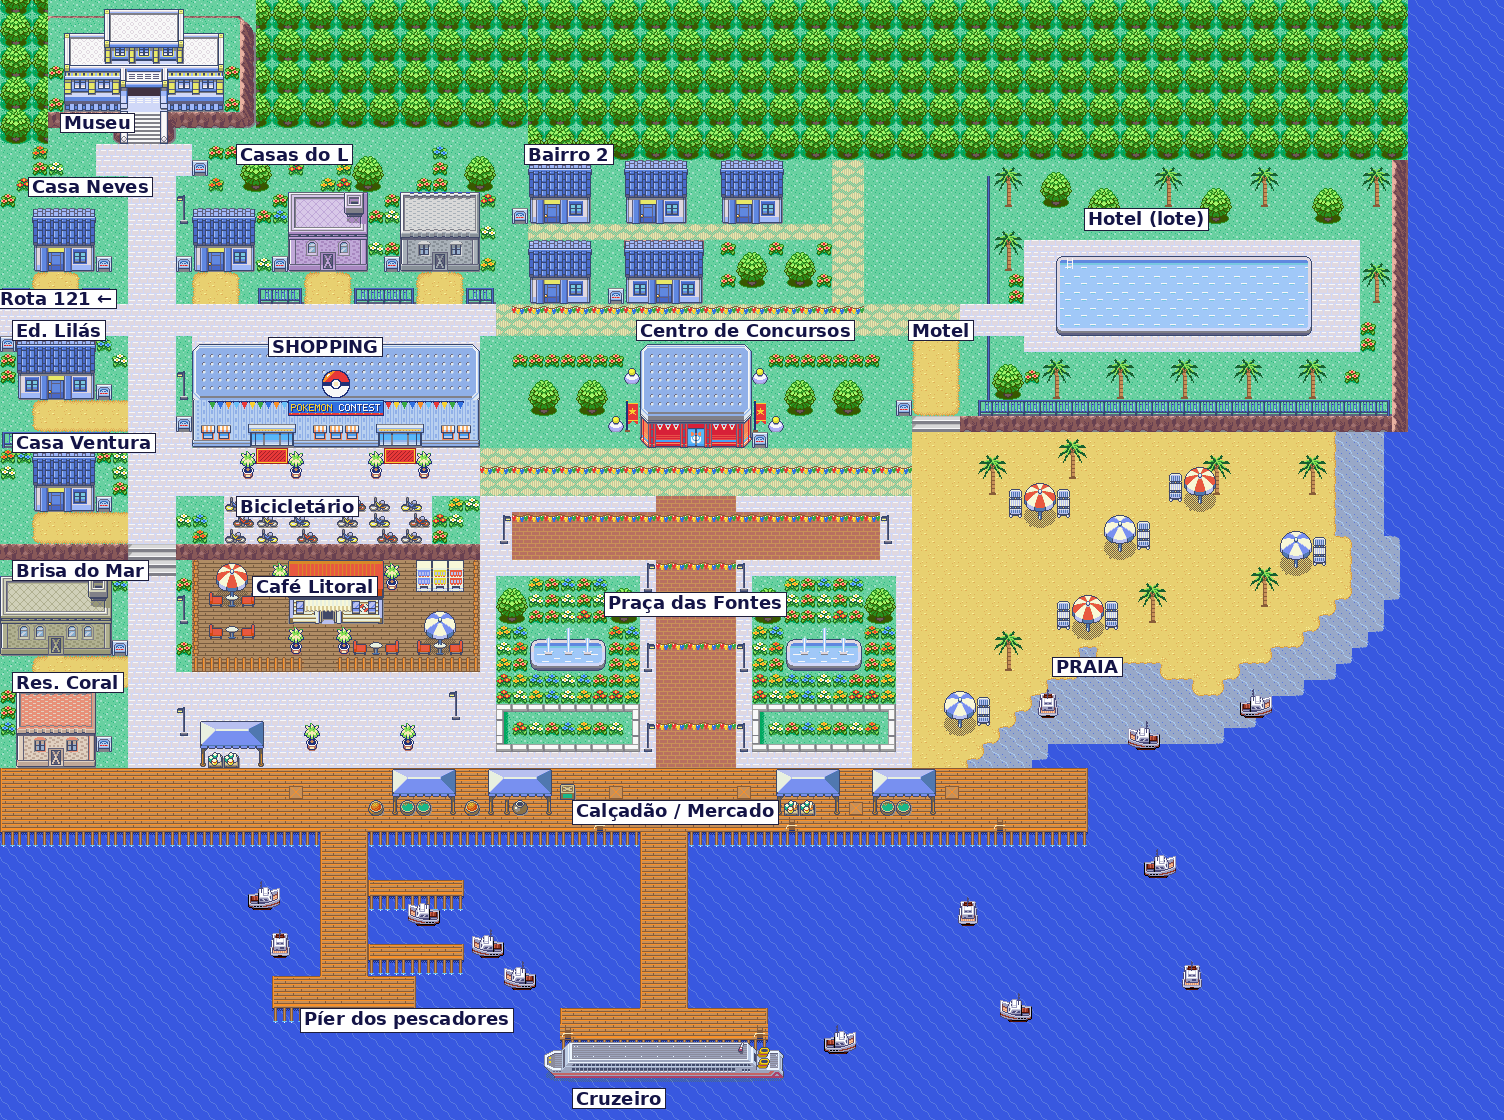 Museu
Casas do L
Bairro 2
Casa Neves
Hotel (lote)
Rota 121 ←
Ed. Lilás
SHOPPING
Centro de Concursos
Motel
POKEMON CONTEST
Casa Ventura
Bicicletário
Brisa do Mar
Café Litoral
Praça das Fontes
PRAIA
Res. Coral
Calçadão / Mercado
Píer dos pescadores
Cruzeiro